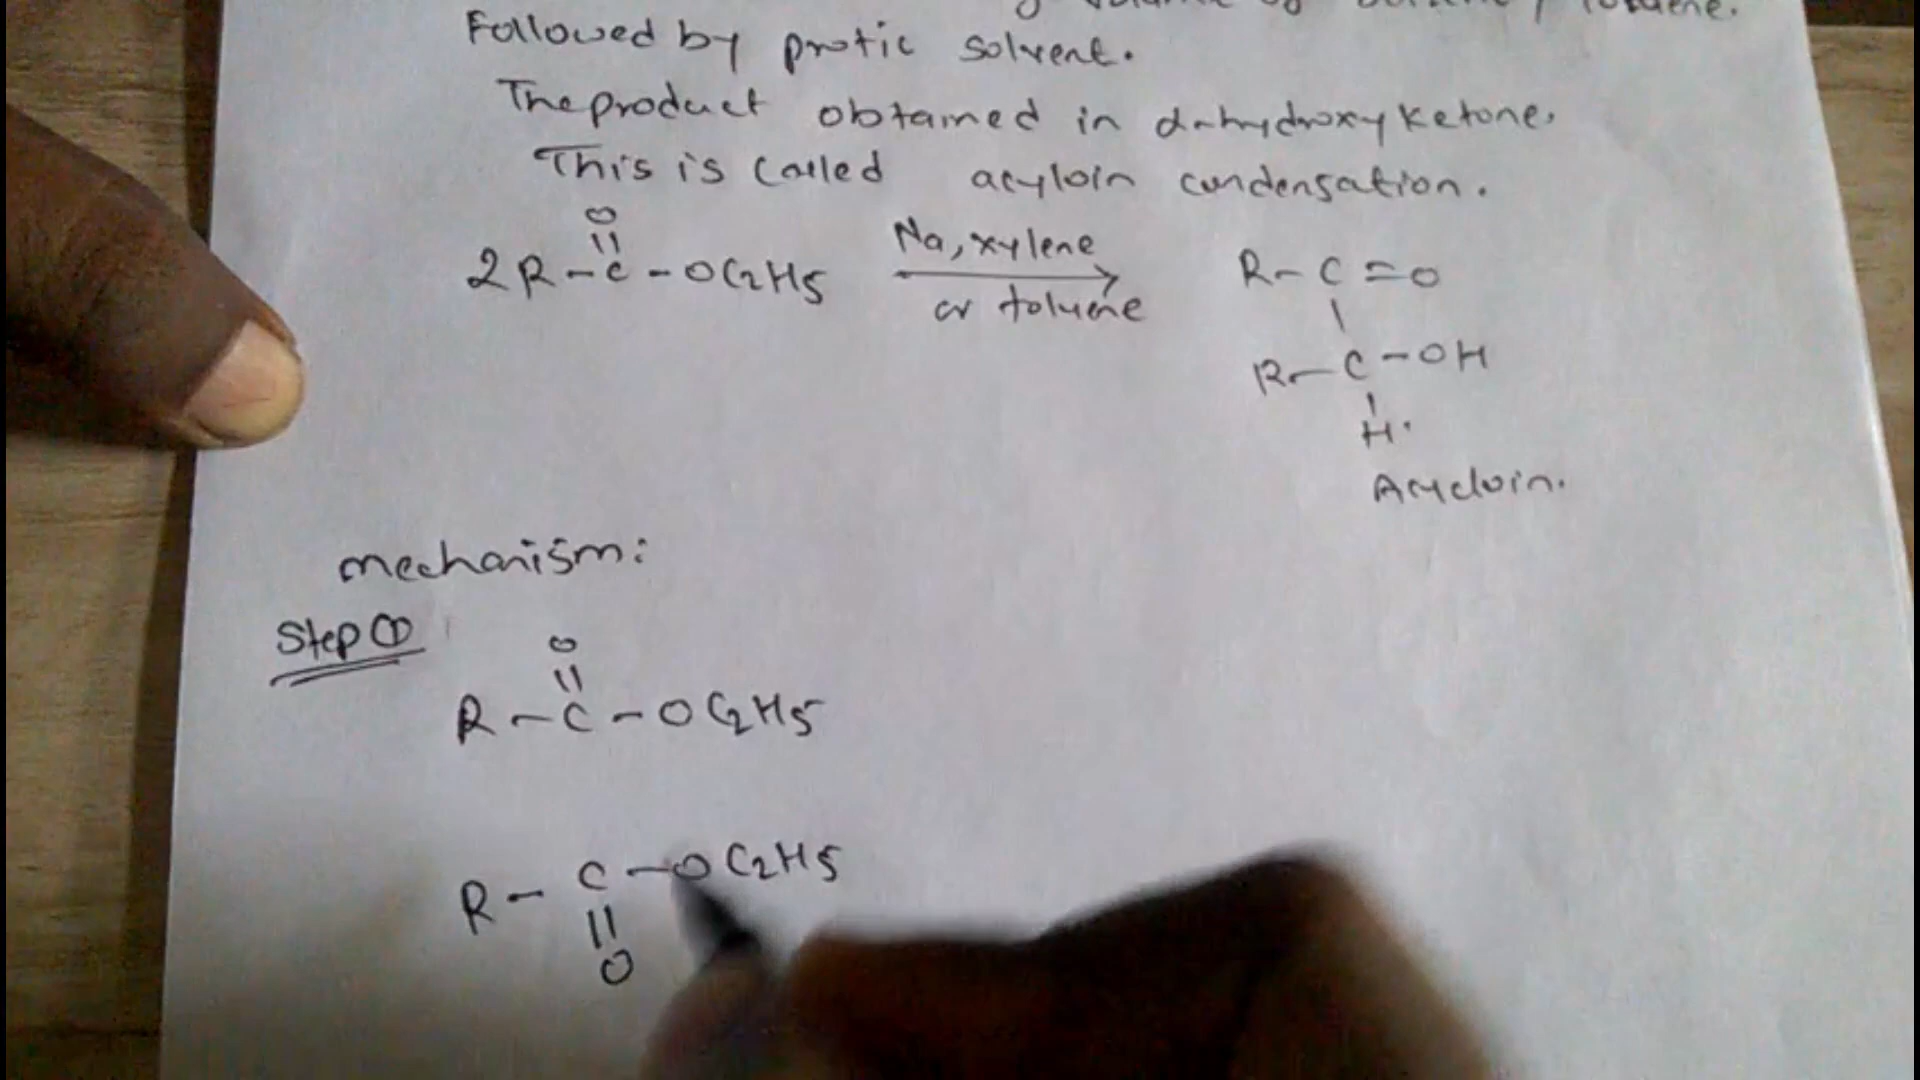 Followed by protic solvent.
The product obtained in α-hydroxy ketone.
This is called acyloin condensation.
O
||
2R-C-OC2H5 Na, xylene or toluene R-C=O
|
R-C-OH
|
H.
mechanism:
Step ①
O
||
R-C-OC2H5
R-C-OC2H5
||
O